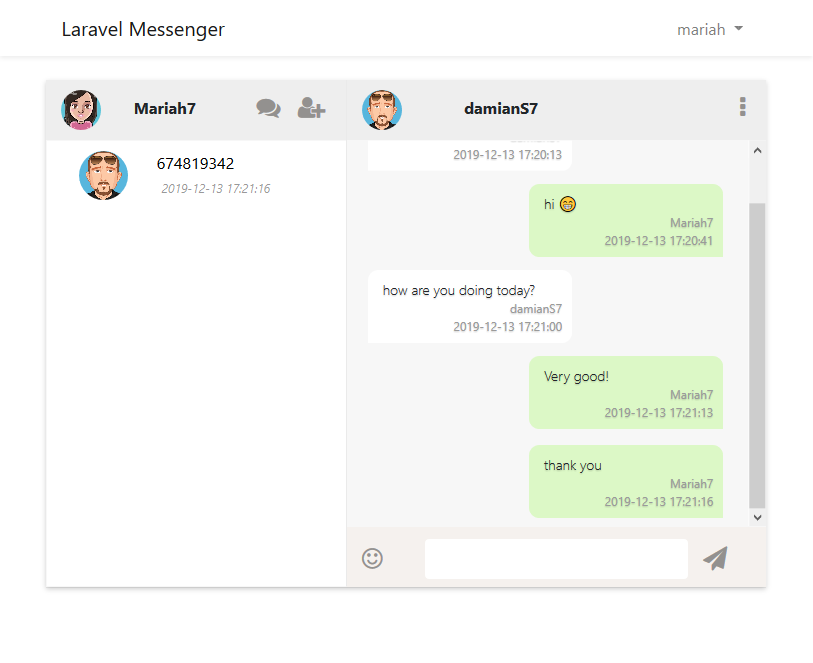 Laravel Messenger
mariah
Mariah7
damianS7
674819342
2019-12-13 17:21:16
2019-12-13 17:20:13
hi 😁
Mariah7
2019-12-13 17:20:41
how are you doing today?
damianS7
2019-12-13 17:21:00
Very good!
Mariah7
2019-12-13 17:21:13
thank you
Mariah7
2019-12-13 17:21:16